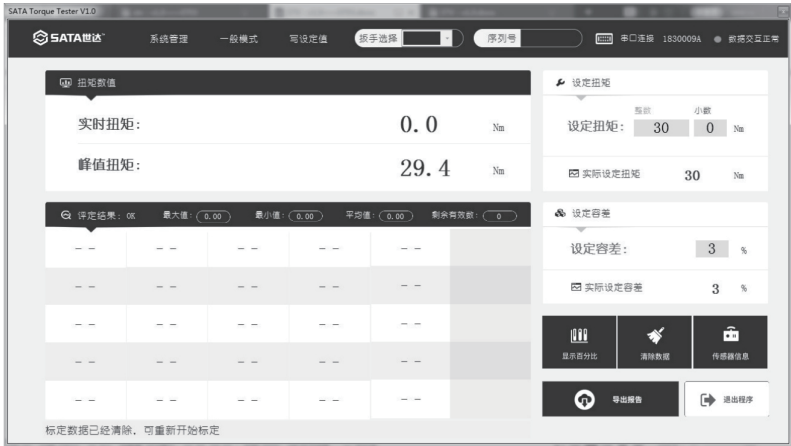 SATA Torque Tester V1.0
SATA世达 系统管理 一般模式 写设定值 扳手选择 序列号 串口连接 1830009A 数据交互正常
扭矩数值
实时扭矩: 0.0 Nm
峰值扭矩: 29.4 Nm
设定扭矩
整数 小数
设定扭矩: 30 0 Nm
实际设定扭矩 30 Nm
评定结果: OK 最大值: 0.00 最小值: 0.00 平均值: 0.00 剩余有效数: 0
-- -- -- -- --
-- -- -- -- --
-- -- -- -- --
-- -- -- -- --
-- -- -- -- --
设定容差
设定容差: 3 %
实际设定容差 3 %
显示百分比 清除数据 传感器信息
导出报告 退出程序
标定数据已经清除, 可重新开始标定